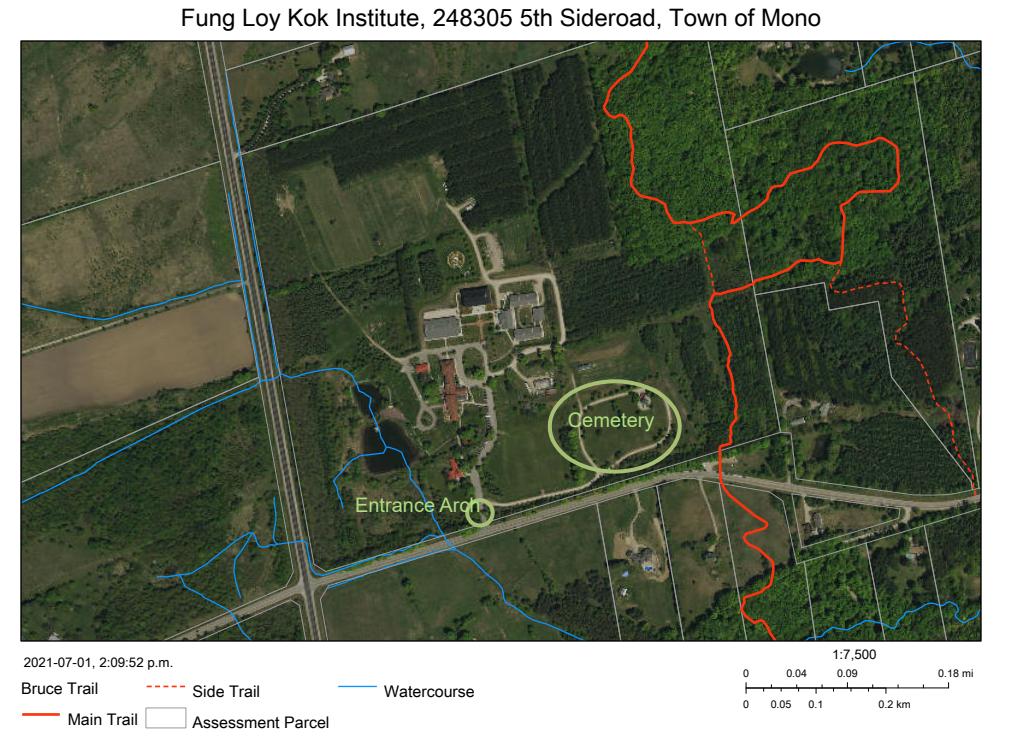 Fung Loy Kok Institute, 248305 5th Sideroad, Town of Mono
Cemetery
Entrance Arch
2021-07-01, 2:09:52 p.m.
Bruce Trail
Side Trail
Watercourse
Main Trail
Assessment Parcel
1:7,500
0 0.04 0.09 0.18 mi
0 0.05 0.1 0.2 km